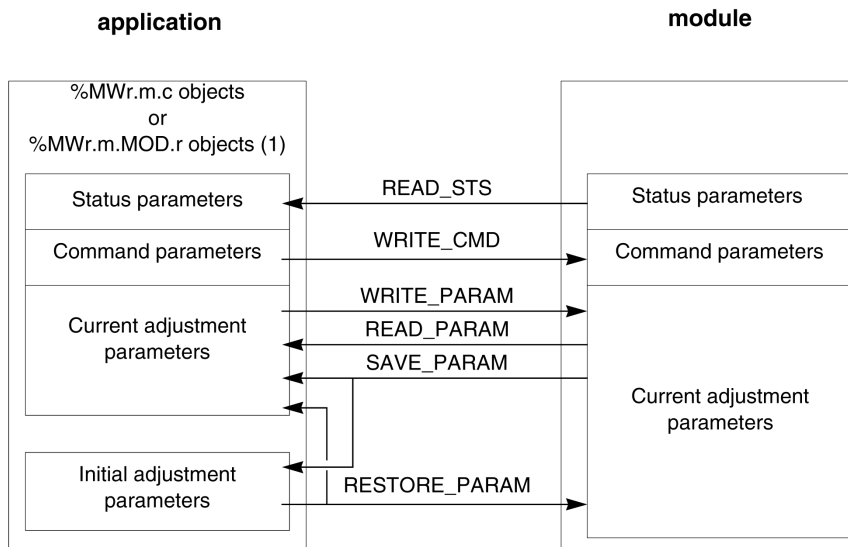 application
module
%MWr.m.c objects
or
%MWr.m.MOD.r objects (1)
Status parameters
READ_STS
Status parameters
Command parameters
WRITE_CMD
Command parameters
WRITE_PARAM
Current adjustment
parameters
READ_PARAM
SAVE_PARAM
Current adjustment
parameters
Initial adjustment
parameters
RESTORE_PARAM